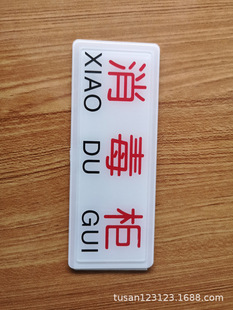 消毒柜
XIAO DU GUI
tusan123123.1688.com